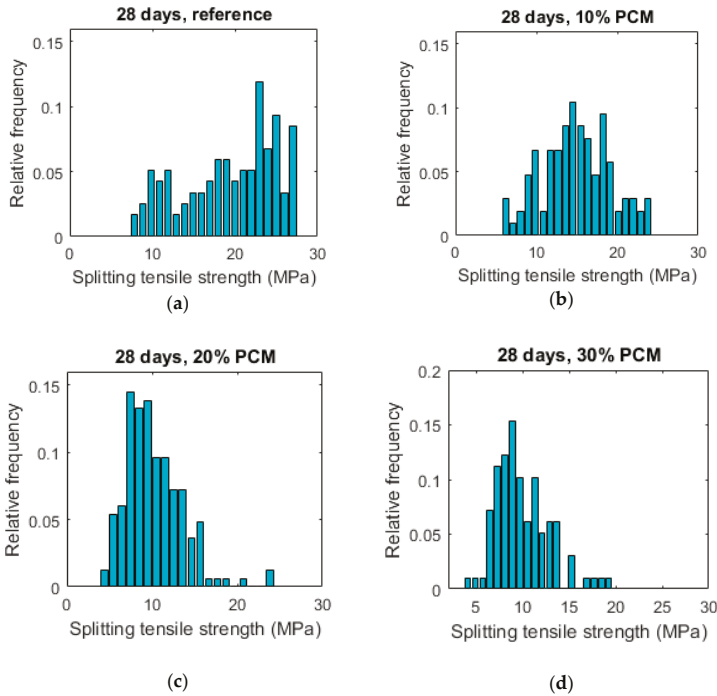 28 days, reference
0.15
0.1
0.05
0
Relative frequency
0 10 20 30
Splitting tensile strength (MPa)
(a)
28 days, 10% PCM
0.15
0.1
0.05
0
Relative frequency
0 10 20 30
Splitting tensile strength (MPa)
(b)
28 days, 20% PCM
0.15
0.1
0.05
0
Relative frequency
0 10 20 30
Splitting tensile strength (MPa)
(c)
28 days, 30% PCM
0.2
0.15
0.1
0.05
0
Relative frequency
5 10 15 20 25 30
Splitting tensile strength (MPa)
(d)